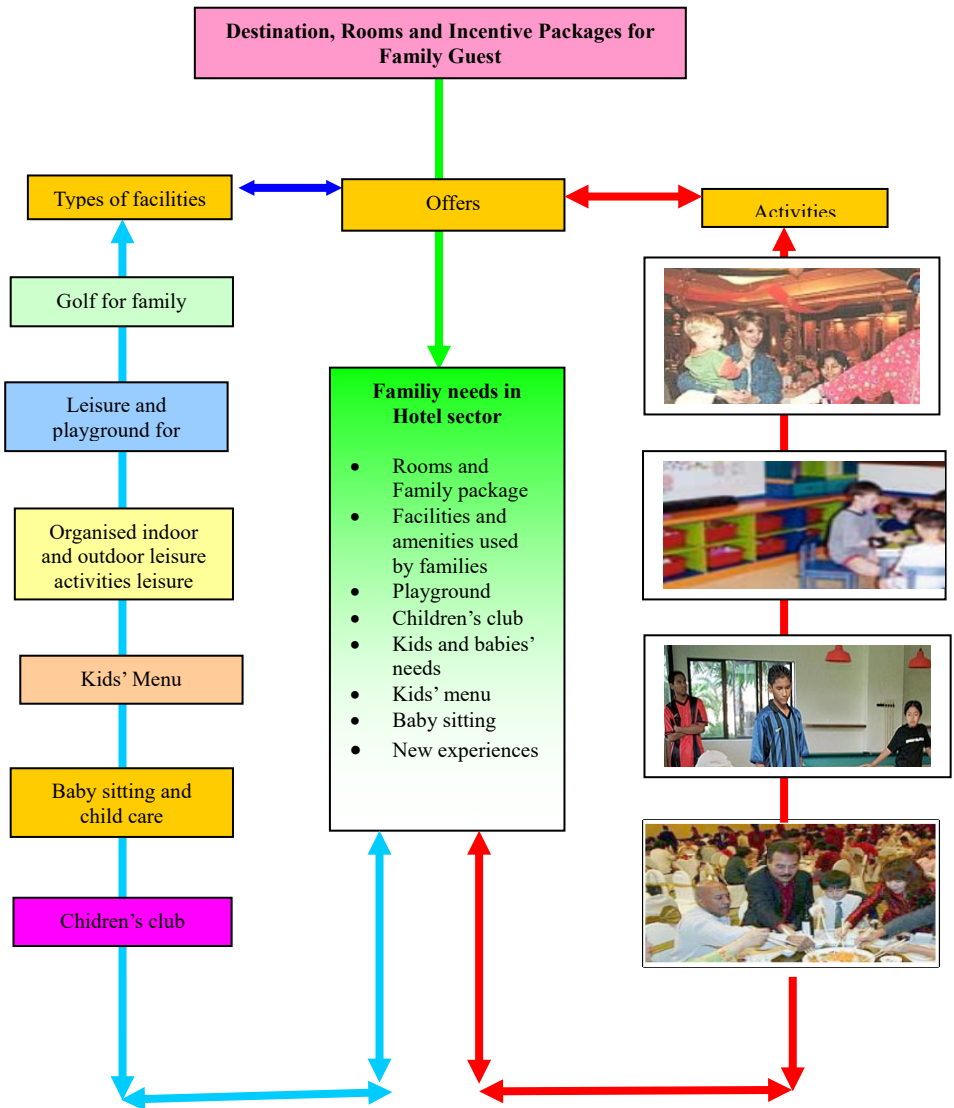 Destination, Rooms and Incentive Packages for
Family Guest
Types of facilities
Offers
Activities
Golf for family
Leisure and
playground for
Organised indoor
and outdoor leisure
activities leisure
Kids' Menu
Baby sitting and
child care
Chidren's club
Familiy needs in
Hotel sector
• Rooms and
Family package
• Facilities and
amenities used
by families
• Playground
• Children's club
• Kids and babies'
needs
• Kids' menu
• Baby sitting
• New experiences